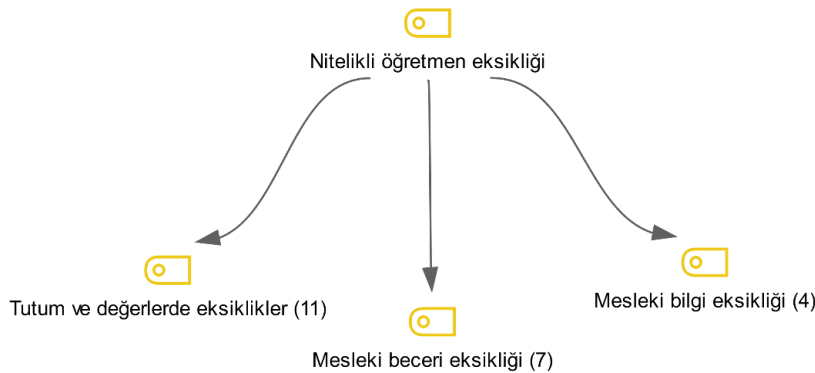 Nitelikli öğretmen eksikliği
Tutum ve değerlerde eksiklikler (11)
Mesleki beceri eksikliği (7)
Mesleki bilgi eksikliği (4)